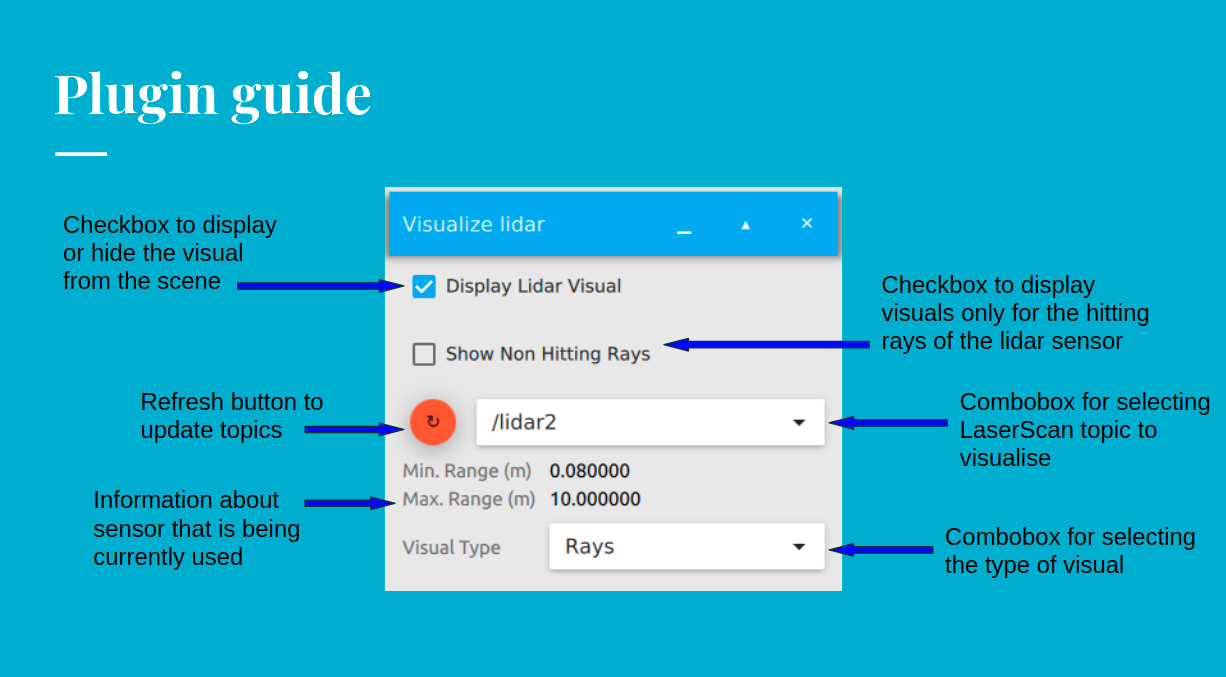 Plugin guide
Checkbox to display
or hide the visual
from the scene
Visualize lidar
Display Lidar Visual
Checkbox to display
visuals only for the hitting
rays of the lidar sensor
Show Non Hitting Rays
Refresh button to
update topics
/lidar2
Combobox for selecting
LaserScan topic to
visualise
Information about
sensor that is being
currently used
Min. Range (m) 0.080000
Max. Range (m) 10.000000
Visual Type Rays
Combobox for selecting
the type of visual